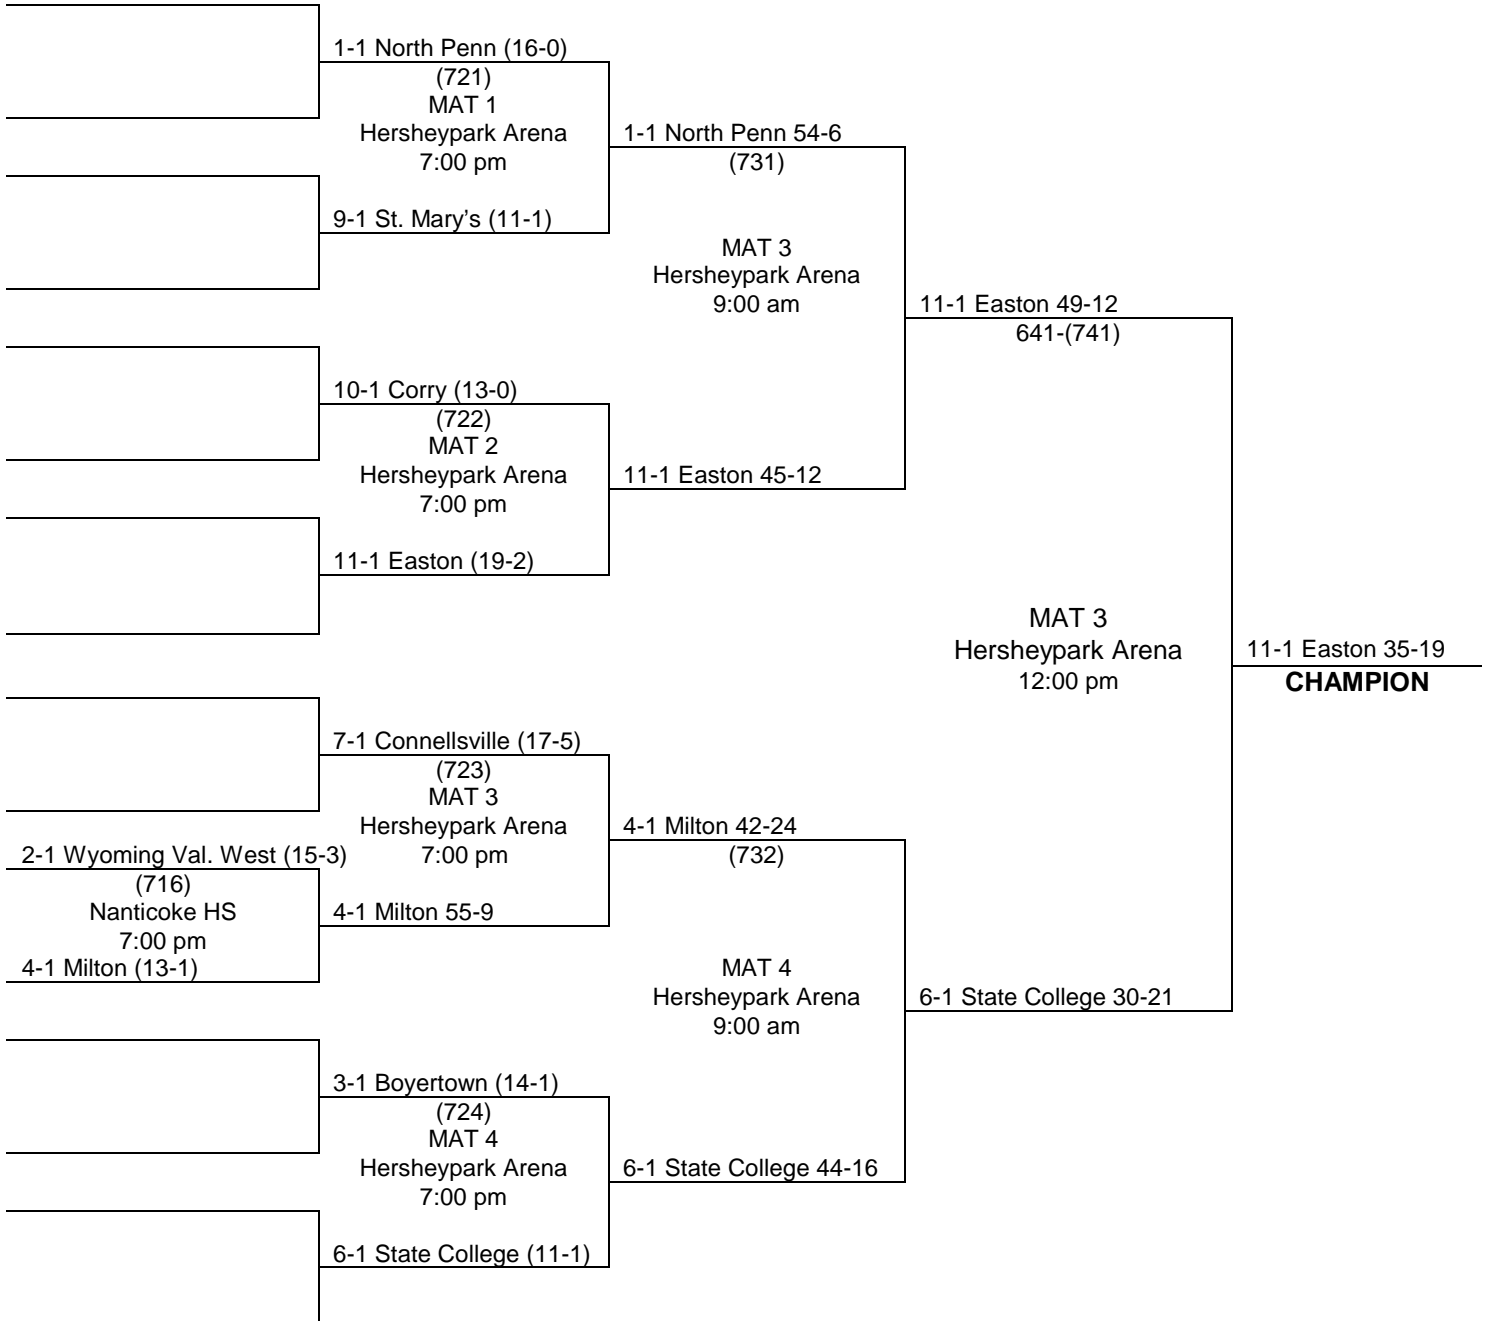 1-1 North Penn (16-0)
(721)
MAT 1
Hersheypark Arena
7:00 pm
9-1 St. Mary’s (11-1)
10-1 Corry (13-0)
(722)
MAT 2
Hersheypark Arena
7:00 pm
11-1 Easton (19-2)
7-1 Connellsville (17-5)
(723)
MAT 3
Hersheypark Arena
7:00 pm
2-1 Wyoming Val. West (15-3)
(716)
Nanticoke HS
7:00 pm
4-1 Milton (13-1)
4-1 Milton 55-9
3-1 Boyertown (14-1)
(724)
MAT 4
Hersheypark Arena
7:00 pm
6-1 State College (11-1)
1-1 North Penn 54-6
(731)
MAT 3
Hersheypark Arena
9:00 am
11-1 Easton 45-12
4-1 Milton 42-24
(732)
MAT 4
Hersheypark Arena
9:00 am
6-1 State College 44-16
11-1 Easton 49-12
641-(741)
MAT 3
Hersheypark Arena
12:00 pm
6-1 State College 30-21
11-1 Easton 35-19
CHAMPION